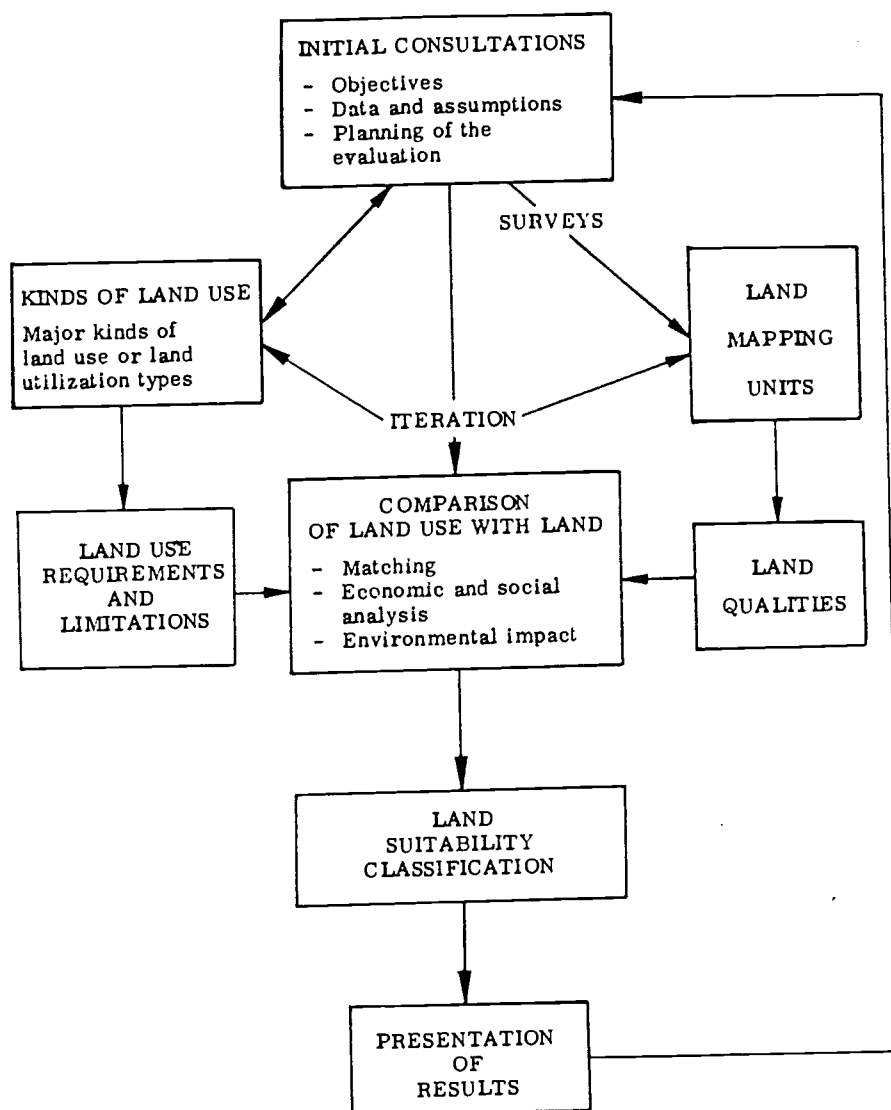 INITIAL CONSULTATIONS
- Objectives
- Data and assumptions
- Planning of the
evaluation
SURVEYS
KINDS OF LAND USE
Major kinds of
land use or land
utilization types
LAND
MAPPING
UNITS
ITERATION
LAND USE
REQUIREMENTS
AND
LIMITATIONS
COMPARISON
OF LAND USE WITH LAND
- Matching
- Economic and social
analysis
- Environmental impact
LAND
QUALITIES
LAND
SUITABILITY
CLASSIFICATION
PRESENTATION
OF
RESULTS